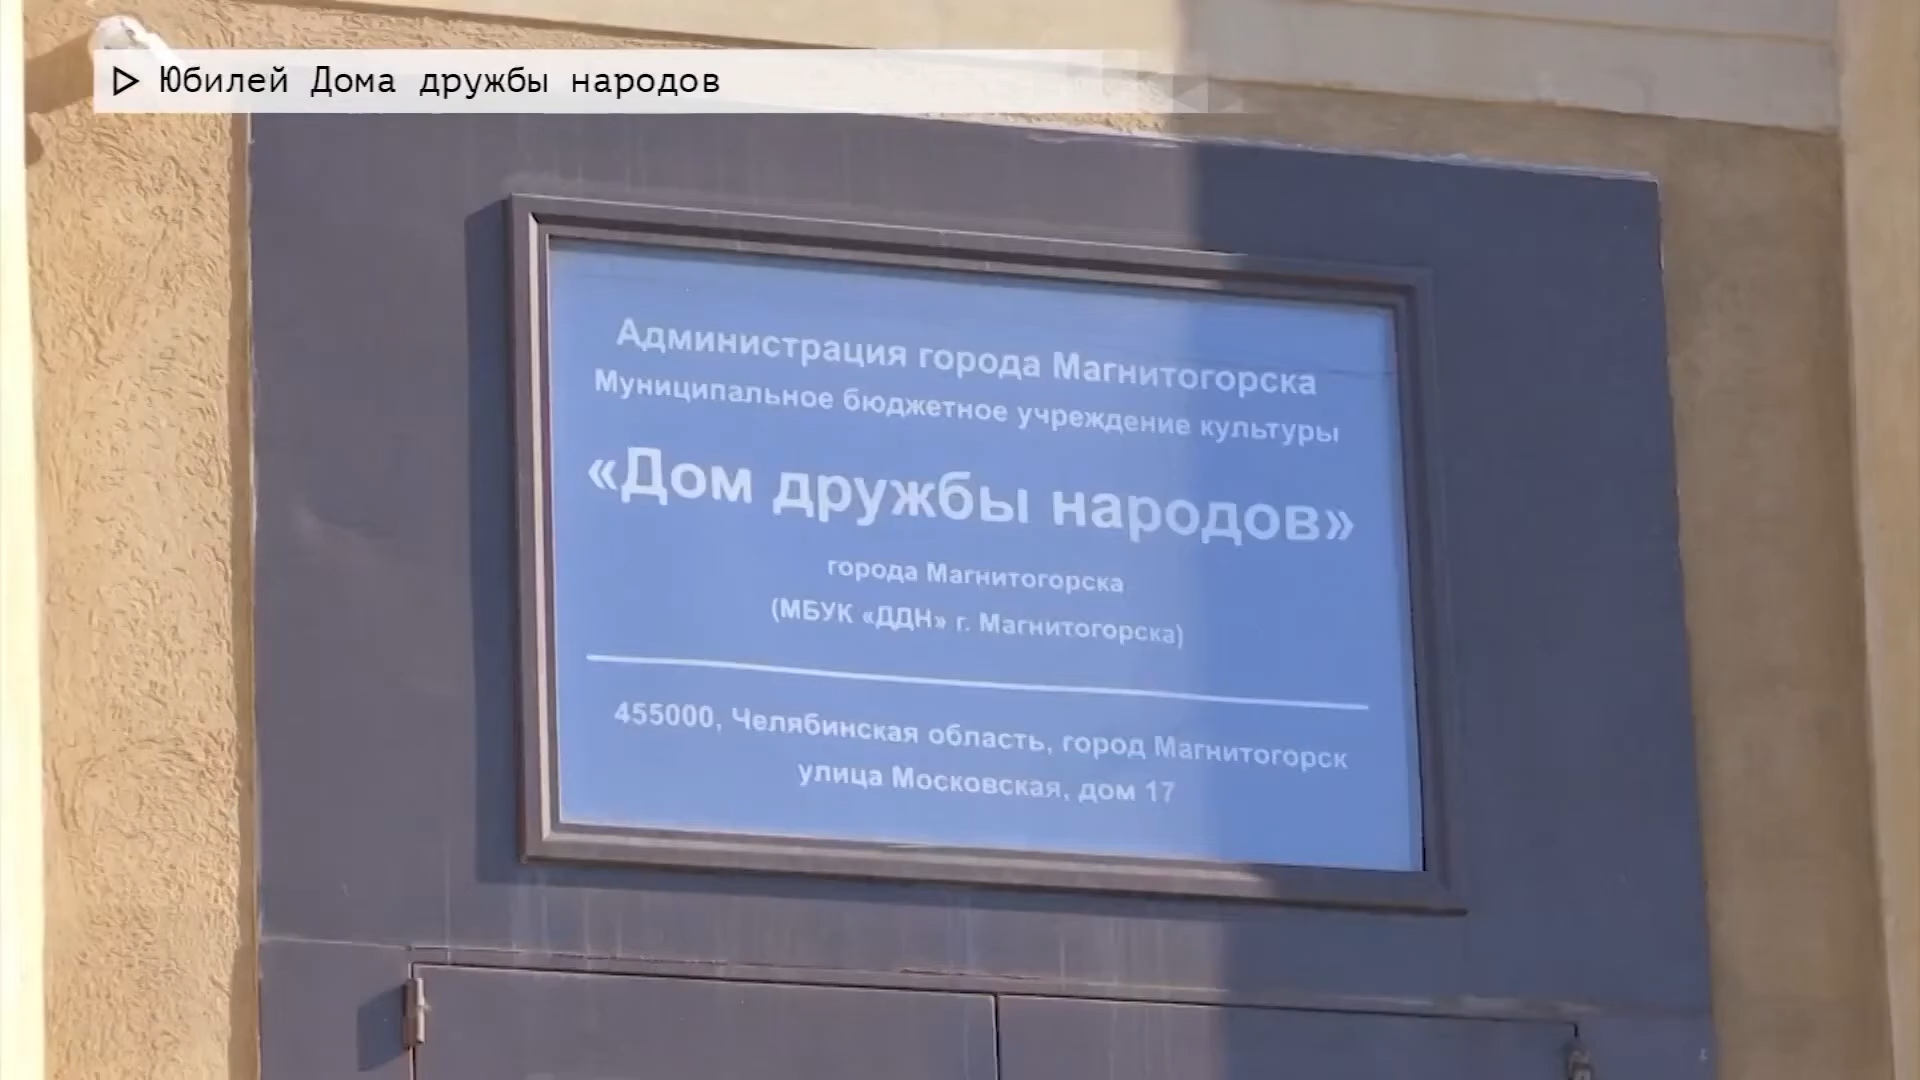 Юбилей Дома дружбы народов
Администрация города Магнитогорска
Муниципальное бюджетное учреждение культуры
«Дом дружбы народов»
города Магнитогорска
(МБУК «ДДН» г. Магнитогорска)
455000, Челябинская область, город Магнитогорск
улица Московская, дом 17